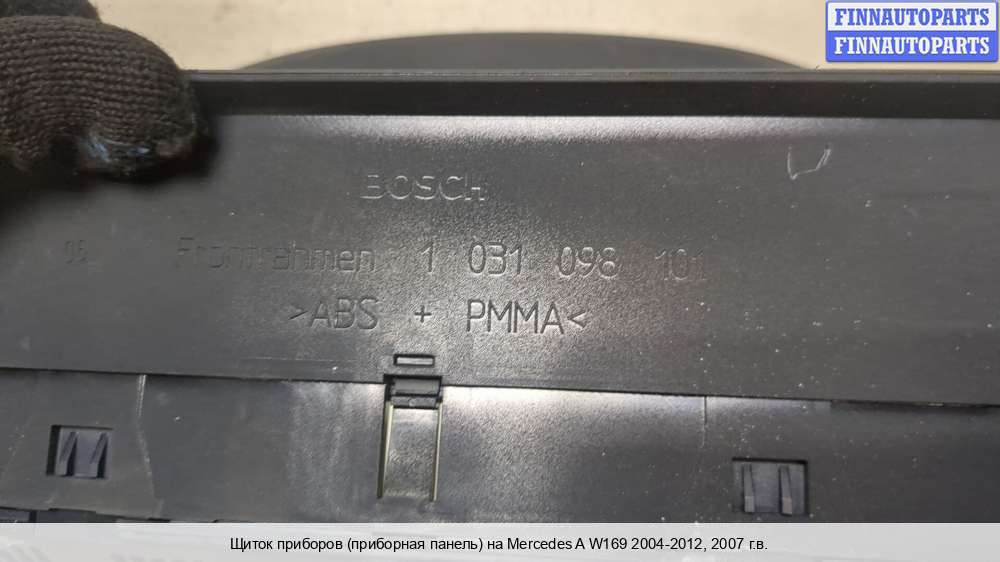 FINNAUTOPARTS
FINNAUTOPARTS
BOSCH
Frontrahmen 1 031 098 101
>ABS + PMMA<
Щиток приборов (приборная панель) на Mercedes A W169 2004-2012, 2007 г.в.